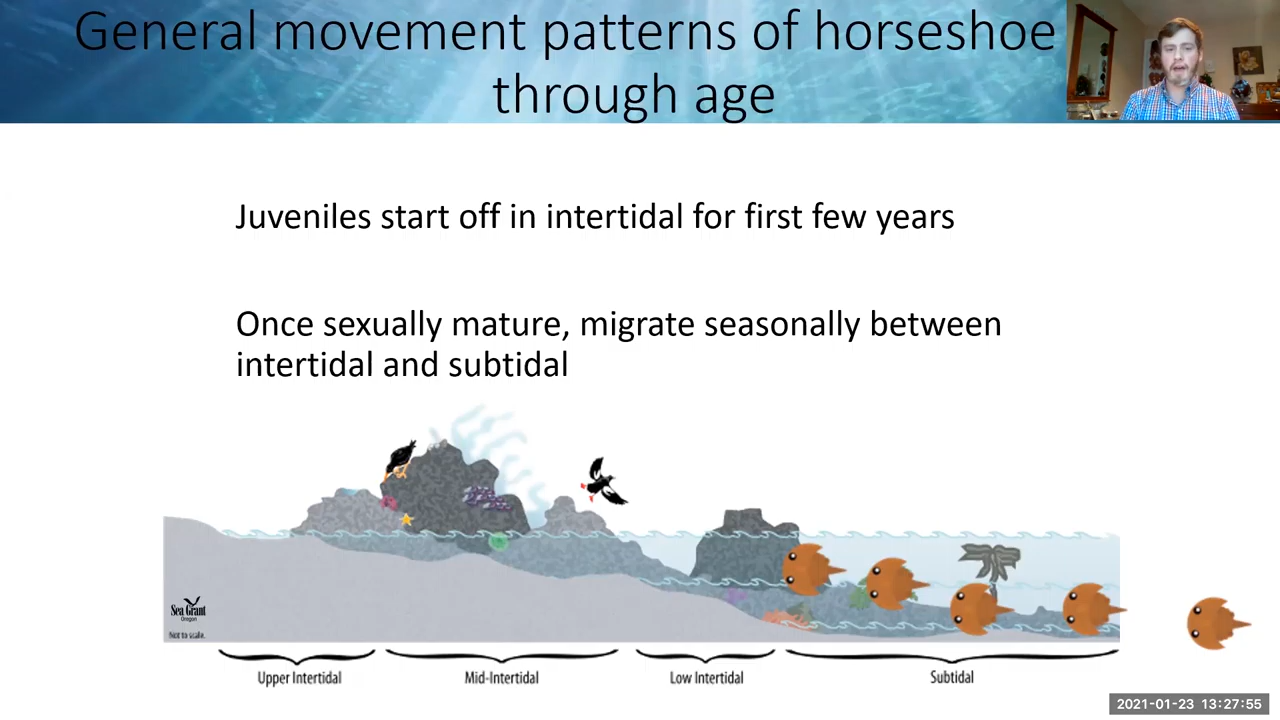 General movement patterns of horseshoe
through age
Juveniles start off in intertidal for first few years
Once sexually mature, migrate seasonally between
intertidal and subtidal
Sea Grant
Oregon
Not to scale.
Upper Intertidal
Mid-Intertidal
Low Intertidal
Subtidal
2021-01-23 13:27:55